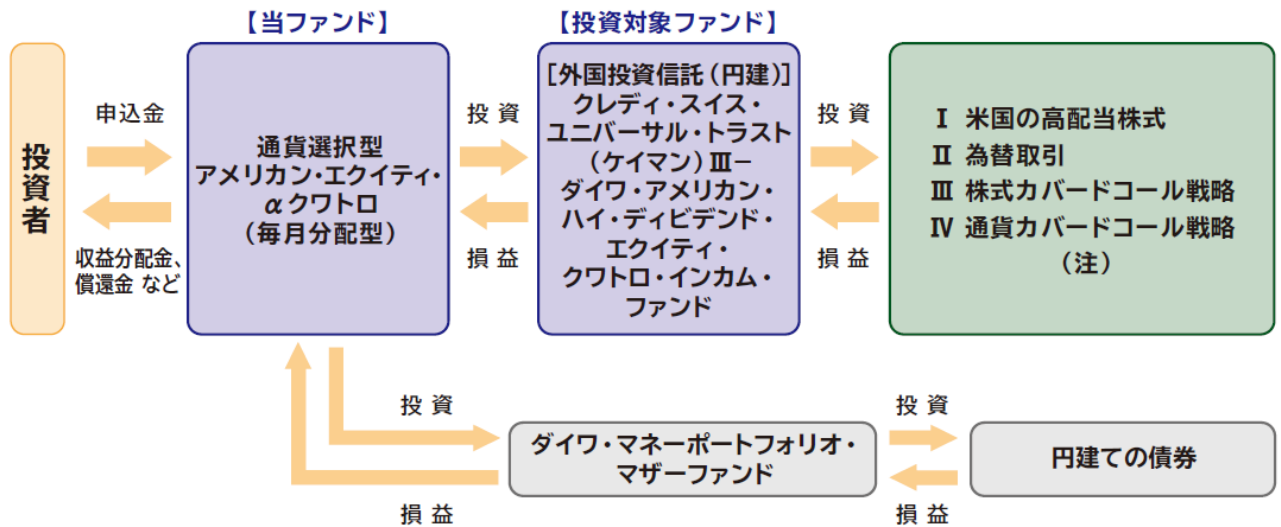 【当ファンド】
【投資対象ファンド】
投資者
申込金
収益分配金、
償還金 など
通貨選択型
アメリカン・エクイティ・
αクワトロ
(毎月分配型)
投資
損益
[外国投資信託(円建)]
クレディ・スイス・
ユニバーサル・トラスト
(ケイマン)Ⅲ-
ダイワ・アメリカン・
ハイ・ディビデンド・
エクイティ・
クワトロ・インカム・
ファンド
投資
損益
Ⅰ 米国の高配当株式
Ⅱ 為替取引
Ⅲ 株式カバードコール戦略
Ⅳ 通貨カバードコール戦略
(注)
投資
損益
ダイワ・マネーポートフォリオ・
マザーファンド
投資
損益
円建ての債券